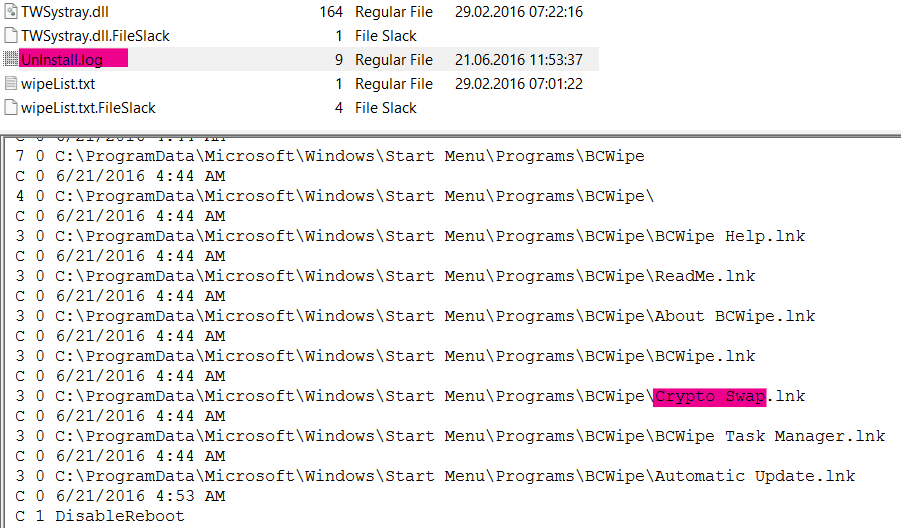 TWSystray.dll 164 Regular File 29.02.2016 07:22:16
TWSystray.dll.FileSlack 1 File Slack
UnInstall.log 9 Regular File 21.06.2016 11:53:37
wipeList.txt 1 Regular File 29.02.2016 07:01:22
wipeList.txt.FileSlack 4 File Slack
C 0 6/21/2016 4:44 AM
7 0 C:\ProgramData\Microsoft\Windows\Start Menu\Programs\BCWipe
C 0 6/21/2016 4:44 AM
4 0 C:\ProgramData\Microsoft\Windows\Start Menu\Programs\BCWipe\
C 0 6/21/2016 4:44 AM
3 0 C:\ProgramData\Microsoft\Windows\Start Menu\Programs\BCWipe\BCWipe Help.lnk
C 0 6/21/2016 4:44 AM
3 0 C:\ProgramData\Microsoft\Windows\Start Menu\Programs\BCWipe\ReadMe.lnk
C 0 6/21/2016 4:44 AM
3 0 C:\ProgramData\Microsoft\Windows\Start Menu\Programs\BCWipe\About BCWipe.lnk
C 0 6/21/2016 4:44 AM
3 0 C:\ProgramData\Microsoft\Windows\Start Menu\Programs\BCWipe\BCWipe.lnk
C 0 6/21/2016 4:44 AM
3 0 C:\ProgramData\Microsoft\Windows\Start Menu\Programs\BCWipe\Crypto Swap.lnk
C 0 6/21/2016 4:44 AM
3 0 C:\ProgramData\Microsoft\Windows\Start Menu\Programs\BCWipe\BCWipe Task Manager.lnk
C 0 6/21/2016 4:44 AM
3 0 C:\ProgramData\Microsoft\Windows\Start Menu\Programs\BCWipe\Automatic Update.lnk
C 0 6/21/2016 4:53 AM
C 1 DisableReboot